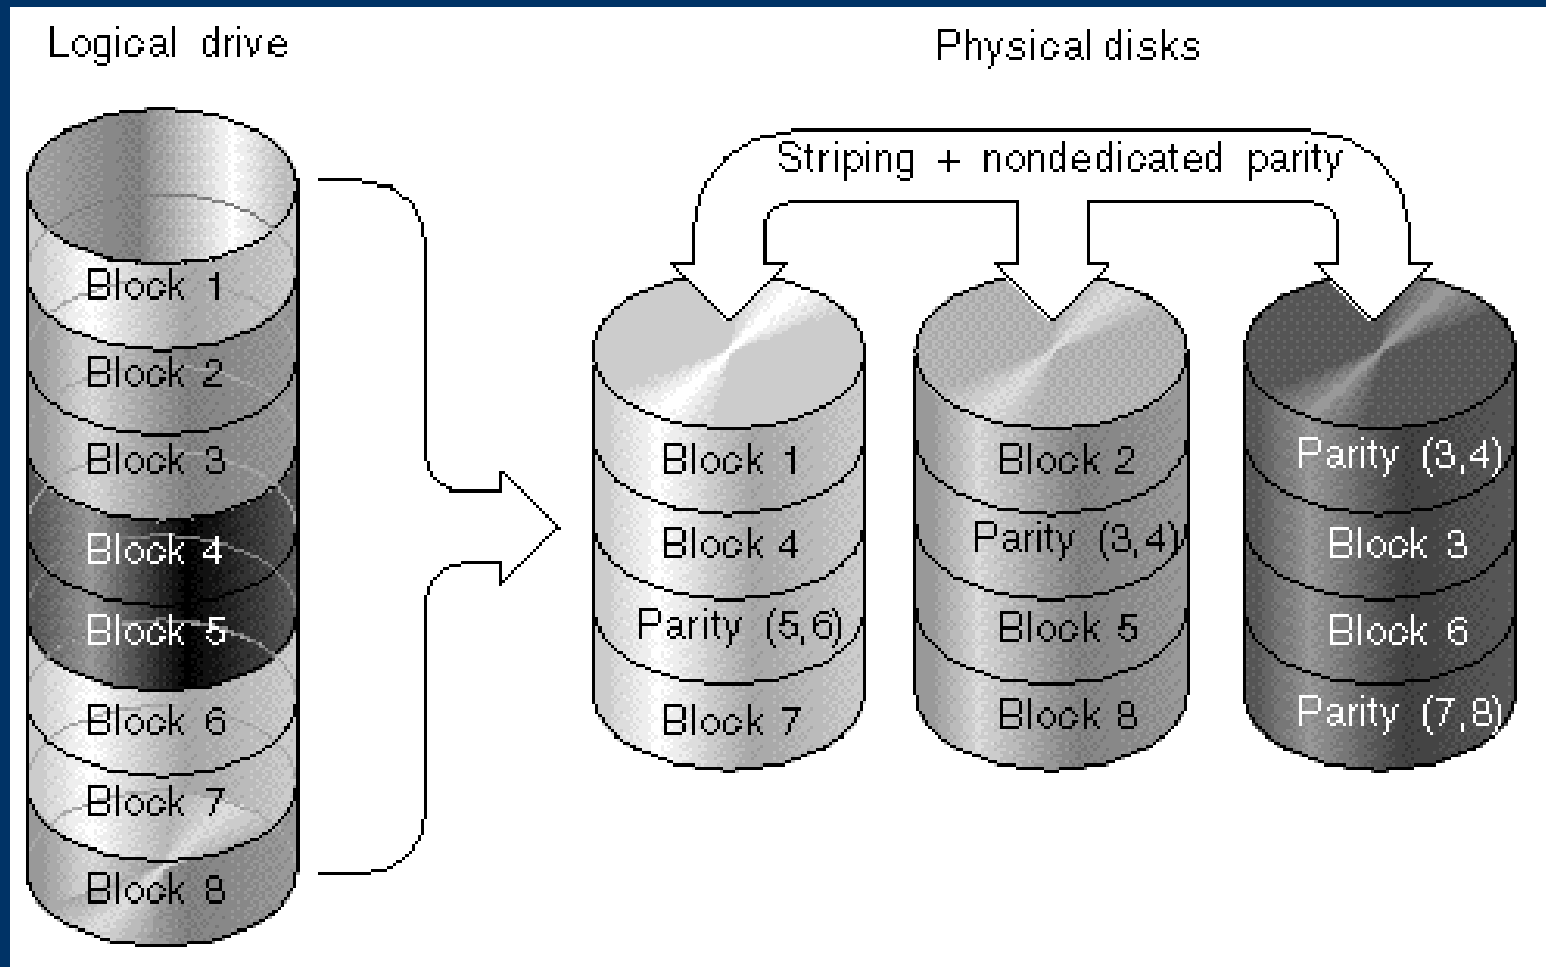 Logical drive
Physical disks
Striping + nondedicated parity
Block 1
Block 2
Block 3
Block 4
Block 5
Block 6
Block 7
Block 8
Block 1
Block 4
Parity (5,6)
Block 7
Block 2
Parity (3,4)
Block 5
Block 8
Parity (3,4)
Block 3
Block 6
Parity (7,8)